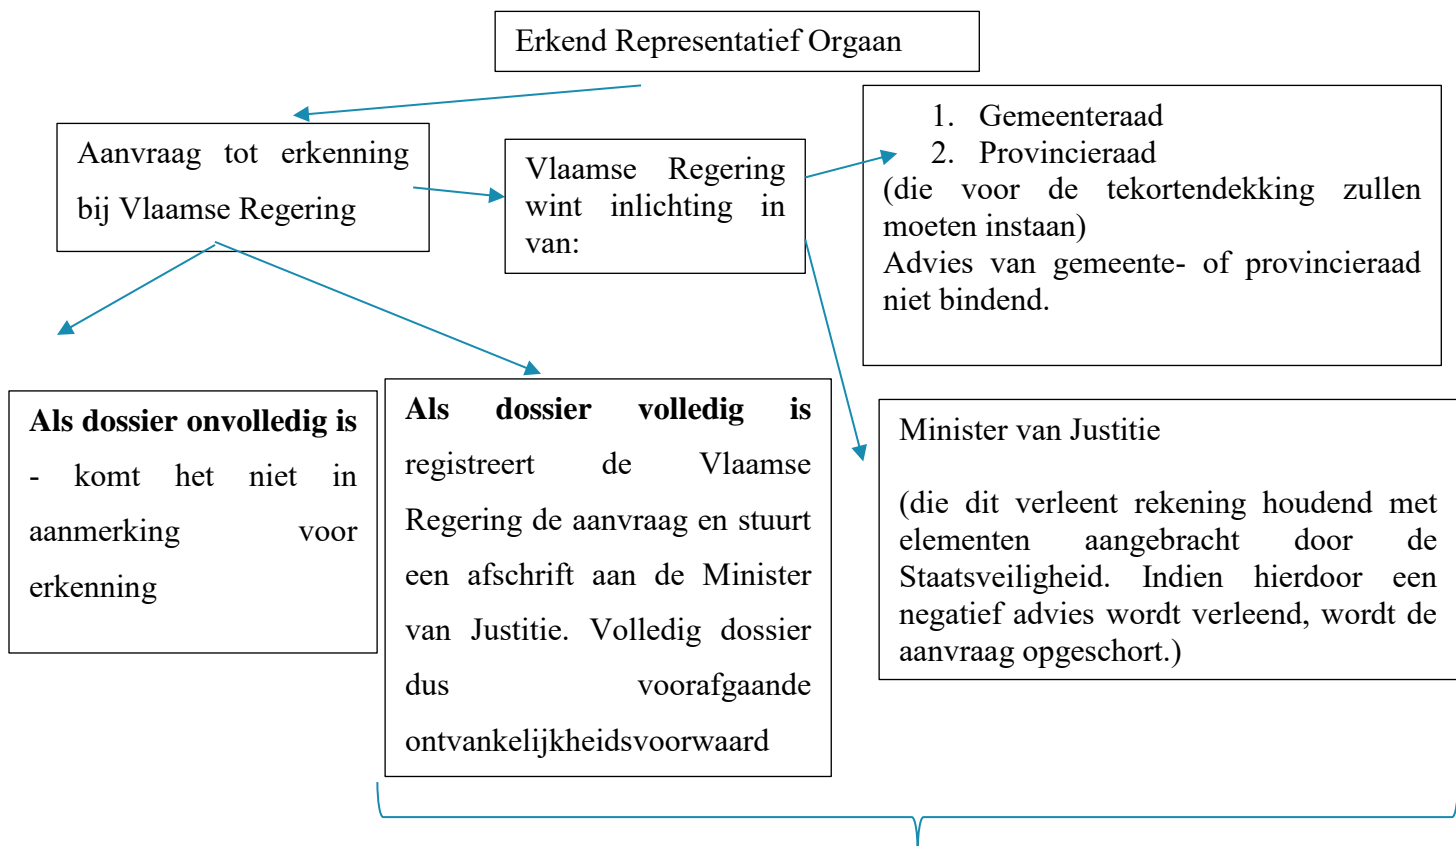 Erkend Representatief Orgaan
Aanvraag tot erkenning
bij Vlaamse Regering
Vlaamse Regering
wint inlichting in
van:
1. Gemeenteraad
2. Provincieraad
(die voor de tekortendekking zullen
moeten instaan)
Advies van gemeente- of provincieraad
niet bindend.
Als dossier onvolledig is
- komt het niet in
aanmerking voor
erkenning
Als dossier volledig is
registreert de Vlaamse
Regering de aanvraag en stuurt
een afschrift aan de Minister
van Justitie. Volledig dossier
dus voorafgaande
ontvankelijkheidsvoorwaard
Minister van Justitie
(die dit verleent rekening houdend met
elementen aangebracht door de
Staatsveiligheid. Indien hierdoor een
negatief advies wordt verleend, wordt de
aanvraag opgeschort.)